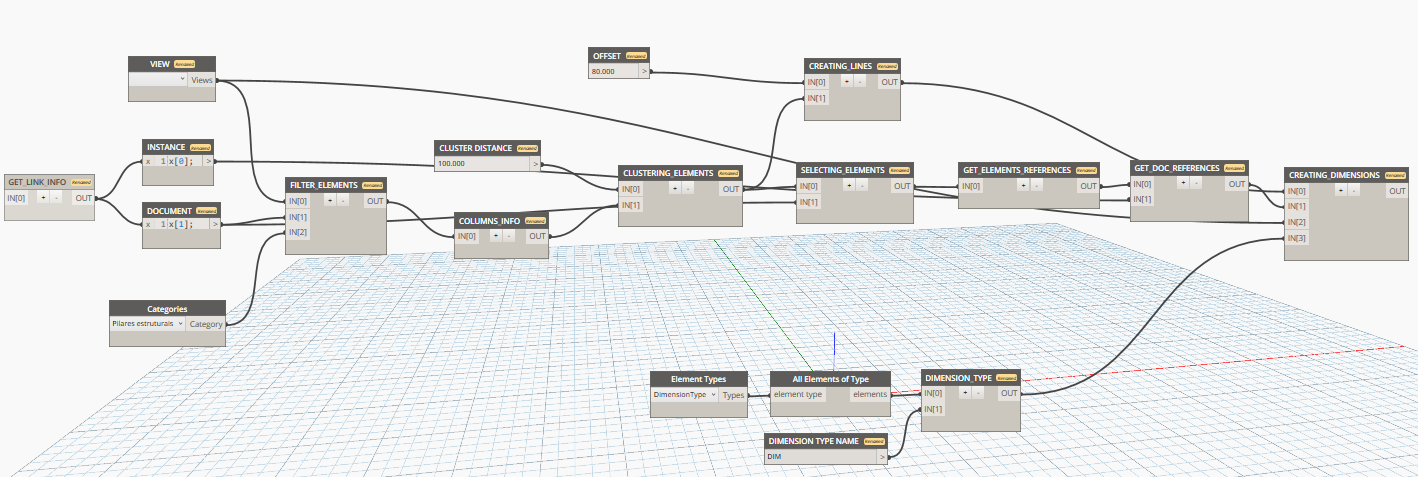 VIEW Renamed
Views
INSTANCE Renamed
x 1 x[0]; >
GET_LINK_INFO Renamed
IN[0] + - OUT
DOCUMENT Renamed
x 1 x[1]; >
Categories
Pilares estruturais Category
FILTER_ELEMENTS Renamed
IN[0] + - OUT
IN[1]
IN[2]
CLUSTER DISTANCE Renamed
100.000 >
COLUMNS_INFO Renamed
IN[0] + - OUT
OFFSET Renamed
80.000 >
CLUSTERING_ELEMENTS Renamed
IN[0] + - OUT
IN[1]
CREATING_LINES Renamed
IN[0] + - OUT
IN[1]
SELECTING_ELEMENTS Renamed
IN[0] + - OUT
IN[1]
GET_ELEMENTS_REFERENCES Renamed
IN[0] + - OUT
GET_DOC_REFERENCES Renamed
IN[0] + - OUT
IN[1]
CREATING_DIMENSIONS Renamed
IN[0] + - OUT
IN[1]
IN[2]
IN[3]
Element Types
DimensionType Types
All Elements of Type
element type elements
DIMENSION_TYPE Renamed
IN[0] + - OUT
IN[1]
DIMENSION TYPE NAME Renamed
DIM >